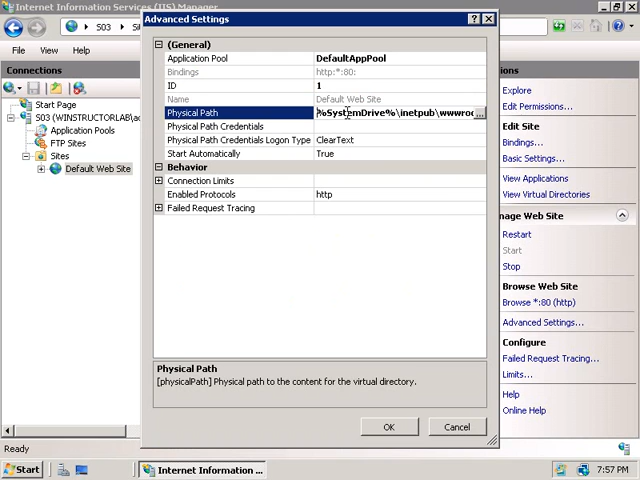 Internet Information Services (IIS) Manager
S03
File
View
Connections
Start Page
S03 (WINSTRUCTORLAB\
Application Pools
FTP Sites
Sites
Default Web Site
Ready
Advanced Settings
(General)
Application Pool DefaultAppPool
Bindings http:*:80:
ID 1
Name Default Web Site
Physical Path %SystemDrive%\inetpub\wwwroo
Physical Path Credentials
Physical Path Credentials Logon Type ClearText
Start Automatically True
Behavior
Connection Limits
Enabled Protocols http
Failed Request Tracing
Physical Path
[physicalPath] Physical path to the content for the virtual directory.
OK
Cancel
Explore
Edit Permissions...
Edit Site
Bindings...
Basic Settings...
View Applications
View Virtual Directories
Restart
Start
Stop
Browse Web Site
Browse *:80 (http)
Advanced Settings...
Configure
Failed Request Tracing...
Limits...
Help
Online Help
Start
Internet Information ...
7:57 PM